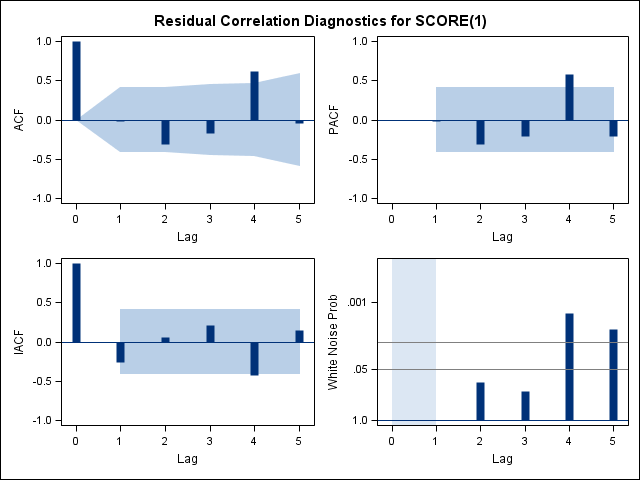 Residual Correlation Diagnostics for SCORE(1)
ACF
1.0
0.5
0.0
-0.5
-1.0
0 1 2 3 4 5
Lag
PACF
1.0
0.5
0.0
-0.5
-1.0
0 1 2 3 4 5
Lag
IACF
1.0
0.5
0.0
-0.5
-1.0
0 1 2 3 4 5
Lag
White Noise Prob
.001
.05
1.0
0 1 2 3 4 5
Lag